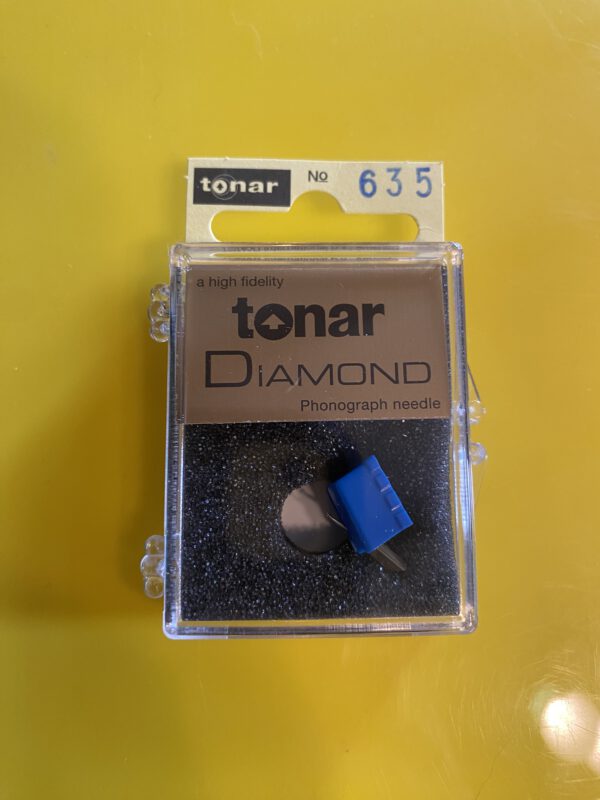 tonar No 635
a high fidelity
tonar
DIAMOND
Phonograph needle